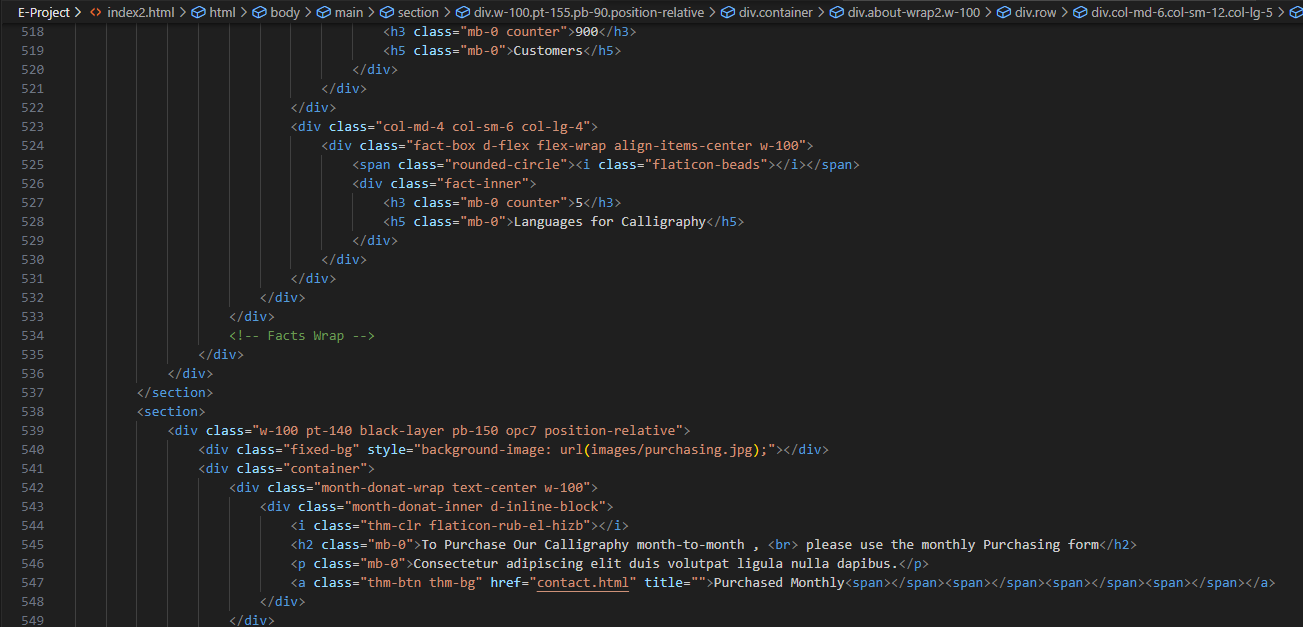 E-Project > <> index2.html > html > body > main > section > div.w-100.pt-155.pb-90.position-relative > div.container > div.about-wrap2.w-100 > div.row > div.col-md-6.col-sm-12.col-lg-5 >
518 <h3 class="mb-0 counter">900</h3>
519 <h5 class="mb-0">Customers</h5>
520 </div>
521 </div>
522 </div>
523 <div class="col-md-4 col-sm-6 col-lg-4">
524 <div class="fact-box d-flex flex-wrap align-items-center w-100">
525 <span class="rounded-circle"><i class="flaticon-beads"></i></span>
526 <div class="fact-inner">
527 <h3 class="mb-0 counter">5</h3>
528 <h5 class="mb-0">Languages for Calligraphy</h5>
529 </div>
530 </div>
531 </div>
532 </div>
533 </div>
534 <!-- Facts Wrap -->
535 </div>
536 </div>
537 </section>
538 <section>
539 <div class="w-100 pt-140 black-layer pb-150 opc7 position-relative">
540 <div class="fixed-bg" style="background-image: url(images/purchasing.jpg);"></div>
541 <div class="container">
542 <div class="month-donat-wrap text-center w-100">
543 <div class="month-donat-inner d-inline-block">
544 <i class="thm-clr flaticon-rub-el-hizb"></i>
545 <h2 class="mb-0">To Purchase Our Calligraphy month-to-month , <br> please use the monthly Purchasing form</h2>
546 <p class="mb-0">Consectetur adipiscing elit duis volutpat ligula nulla dapibus.</p>
547 <a class="thm-btn thm-bg" href="contact.html" title="">Purchased Monthly<span></span><span></span><span></span><span></span></a>
548 </div>
549 </div>